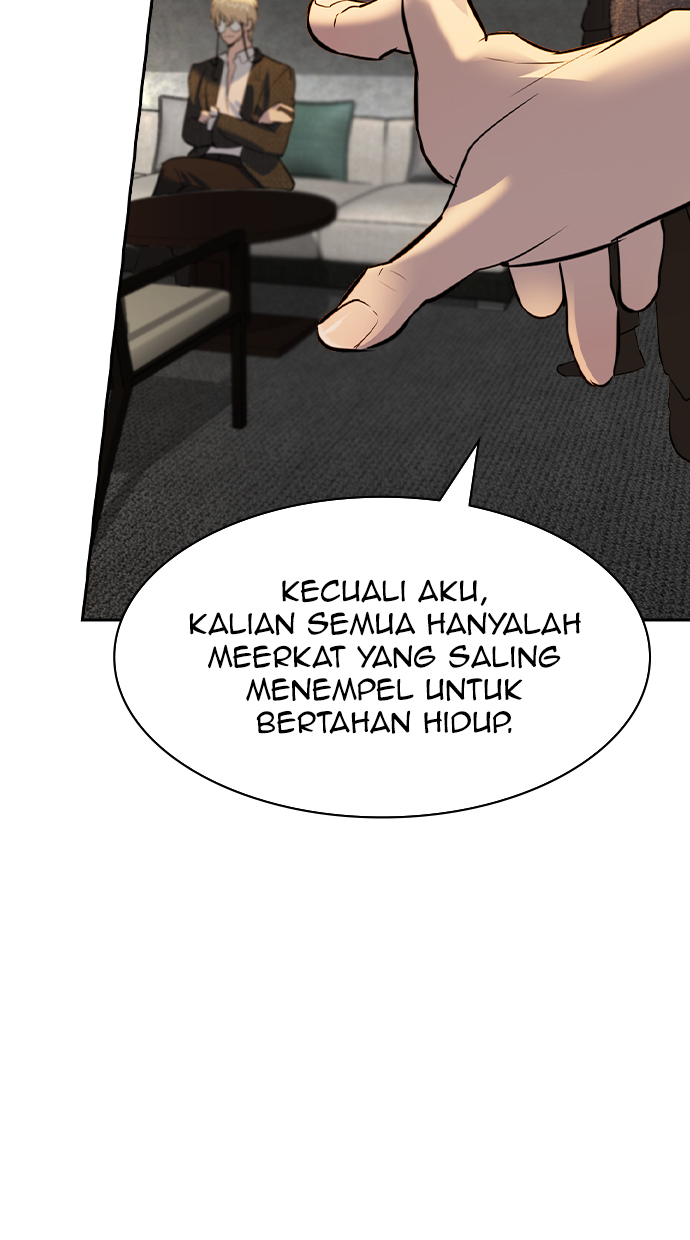 KECUALI AKU,
KALIAN SEMUA HANYALAH
MEERKAT YANG SALING
MENEMPEL UNTUK
BERTAHAN HIDUP.